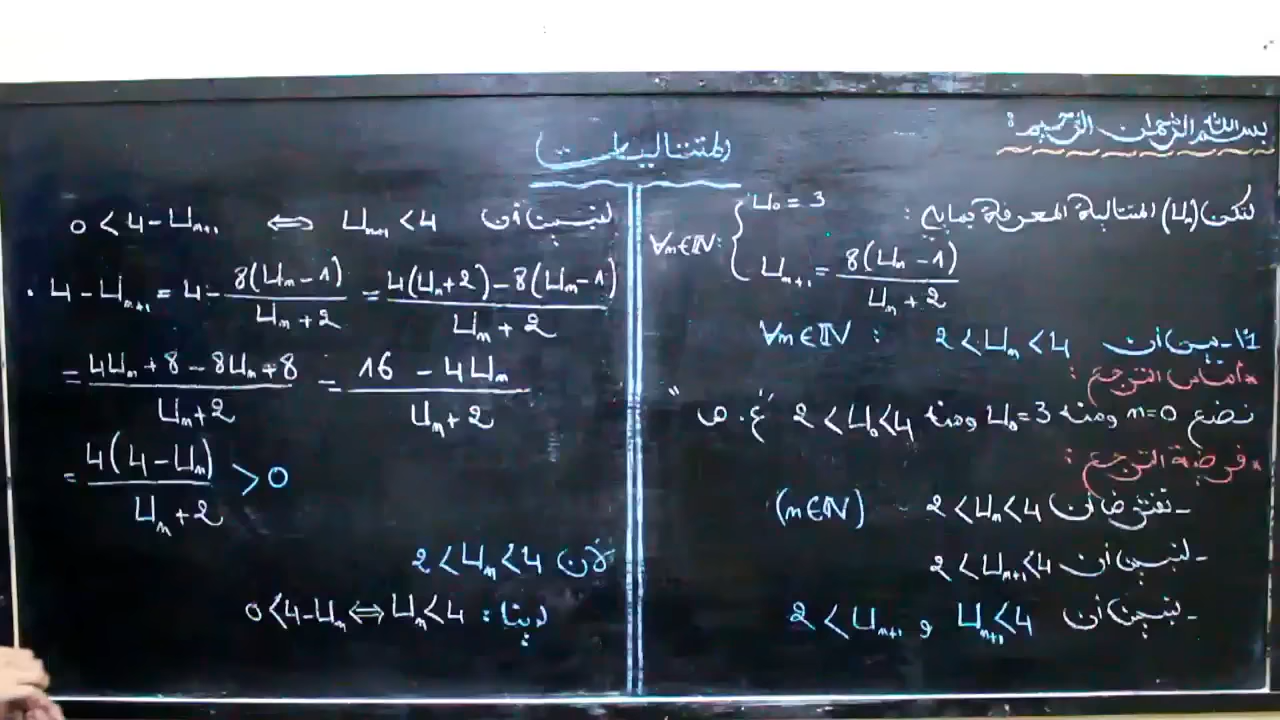 بسم الله الرحمان الرحيم :
المتتاليات
لتكن (Un) المتتالية المعرفة بمايلي :
∀n∈ℕ: { U₀ = 3
Uₙ₊₁ = 8(Uₙ - 1) / (Uₙ + 2)
1) - بين أن 2 < Uₙ < 4 : ∀n∈ℕ
* أساس الترجع :
نضع n=0 ومنه U₀=3 ومنه 2 < U₀ < 4 "ع. ص"
* فرضية الترجع :
- نفترض أن 2 < Uₙ < 4 (n∈ℕ)
- لنبين أن 2 < Uₙ₊₁ < 4
- لنبين أن Uₙ₊₁ < 4 و 2 < Uₙ₊₁
لنبين أن Uₙ₊₁ < 4 ⇔ 0 < 4 - Uₙ₊₁
. 4 - Uₙ₊₁ = 4 - 8(Uₙ - 1) / (Uₙ + 2) = (4(Uₙ + 2) - 8(Uₙ - 1)) / (Uₙ + 2)
= (4Uₙ + 8 - 8Uₙ + 8) / (Uₙ + 2) = (16 - 4Uₙ) / (Uₙ + 2)
= 4(4 - Uₙ) / (Uₙ + 2) > 0
لأن 2 < Uₙ < 4
لدينا : Uₙ < 4 ⇔ 0 < 4 - Uₙ